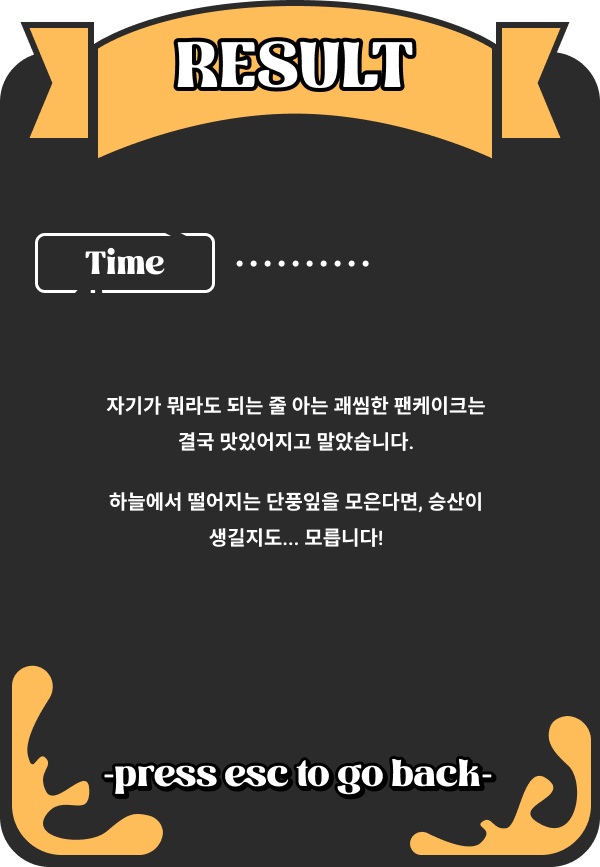 RESULT
Time ··········
자기가 뭐라도 되는 줄 아는 괘씸한 팬케이크는
결국 맛있어지고 말았습니다.
하늘에서 떨어지는 단풍잎을 모은다면, 승산이
생길지도... 모릅니다!
-press esc to go back-